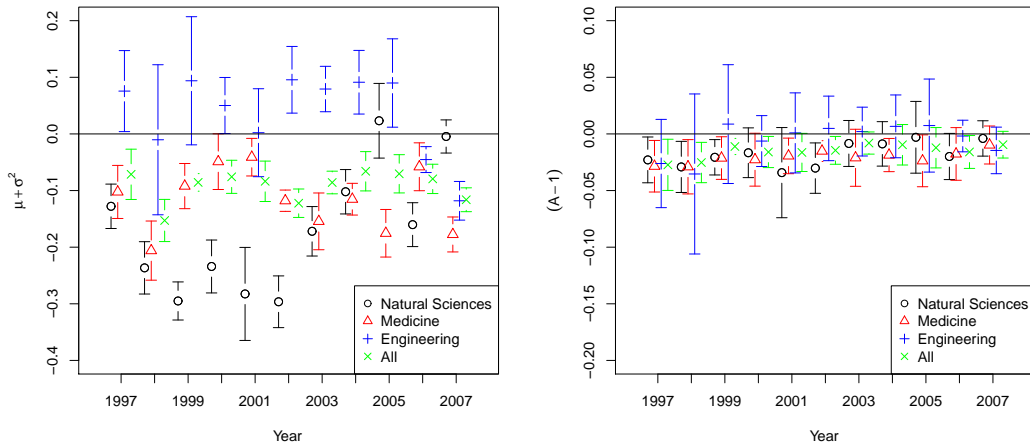 0.2
0.1
0.0
−0.1
−0.2
−0.3
−0.4
μ + σ²
1997 1999 2001 2003 2005 2007
Year
Natural Sciences
Medicine
Engineering
All
0.10
0.05
0.00
−0.05
−0.10
−0.15
−0.20
(A − 1)
1997 1999 2001 2003 2005 2007
Year
Natural Sciences
Medicine
Engineering
All